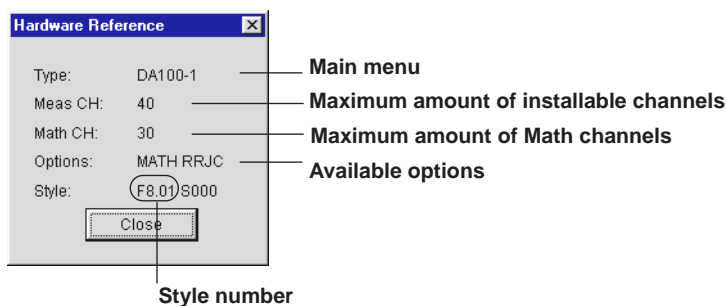 Hardware Reference
Type: DA100-1 Main menu
Meas CH: 40 Maximum amount of installable channels
Math CH: 30 Maximum amount of Math channels
Options: MATH RRJC Available options
Style: F8.01 S000
Close
Style number